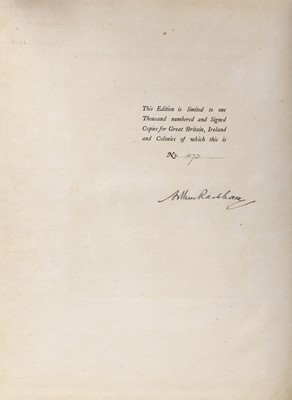 This Edition is limited to one
Thousand numbered and Signed
Copies for Great Britain, Ireland
and Colonies of which this is
No
Arthur Rackham